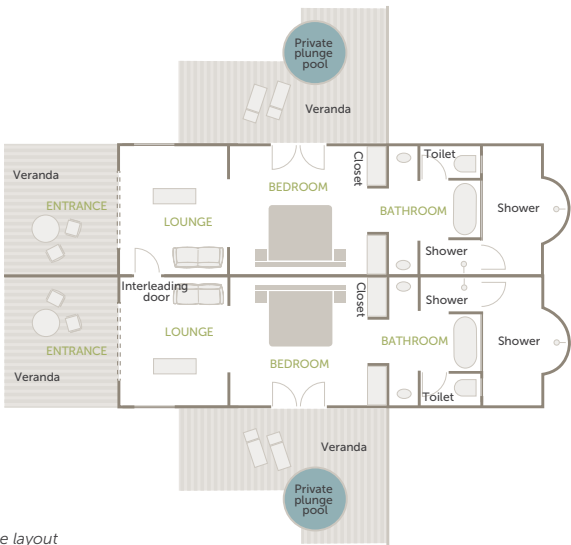 Private
plunge
pool
Veranda
Veranda
ENTRANCE
LOUNGE
BEDROOM
Closet
BATHROOM
Toilet
Shower
Shower
Interleading
door
Shower
Closet
ENTRANCE
LOUNGE
BEDROOM
BATHROOM
Shower
Veranda
Toilet
Veranda
Private
plunge
pool
e layout